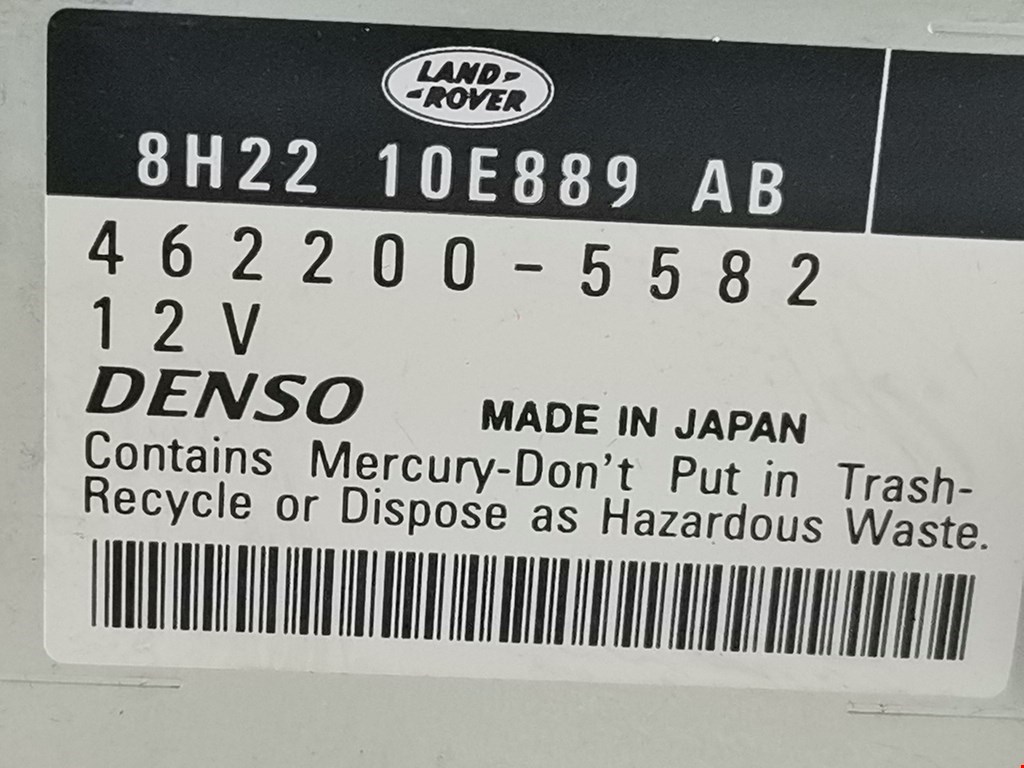 LAND-
-ROVER
8H22 10E889 AB
462200-5582
12V
DENSO MADE IN JAPAN
Contains Mercury-Don't Put in Trash-
Recycle or Dispose as Hazardous Waste.